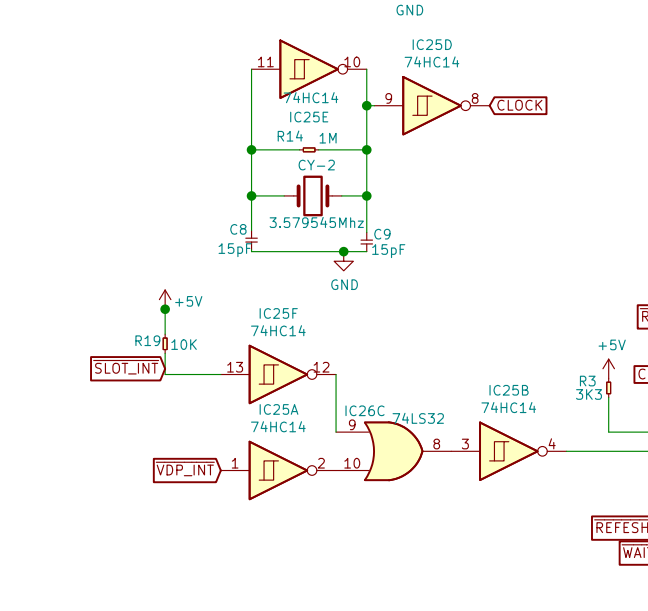 GND
IC25D
74HC14
11
10
9
8
CLOCK
74HC14
IC25E
R14 1M
CY-2
3.579545Mhz
C8
15pF
C9
15pF
GND
+5V
R19
10K
SLOT_INT
IC25F
74HC14
13
12
IC25A
74HC14
VDP_INT
1
2
IC26C
74LS32
9
10
8
IC25B
74HC14
3
4
+5V
R3
3K3
R
C
REFESH
WAI